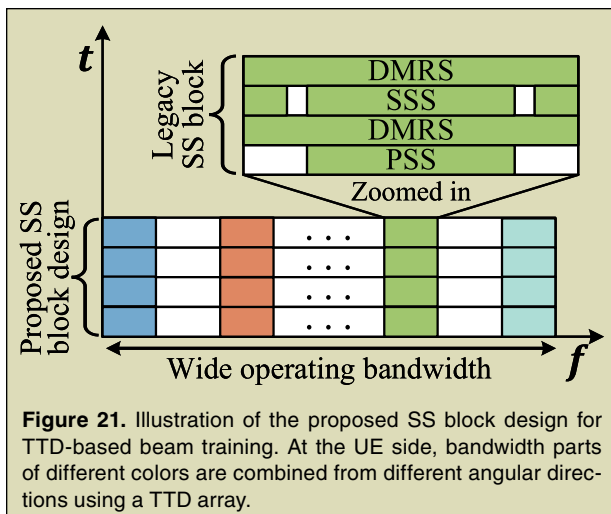 t
Legacy
SS block
DMRS
SSS
DMRS
PSS
Zoomed in
Proposed SS
block design
. . .
. . .
. . .
. . .
Wide operating bandwidth
f
Figure 21. Illustration of the proposed SS block design for
TTD-based beam training. At the UE side, bandwidth parts
of different colors are combined from different angular direc-
tions using a TTD array.